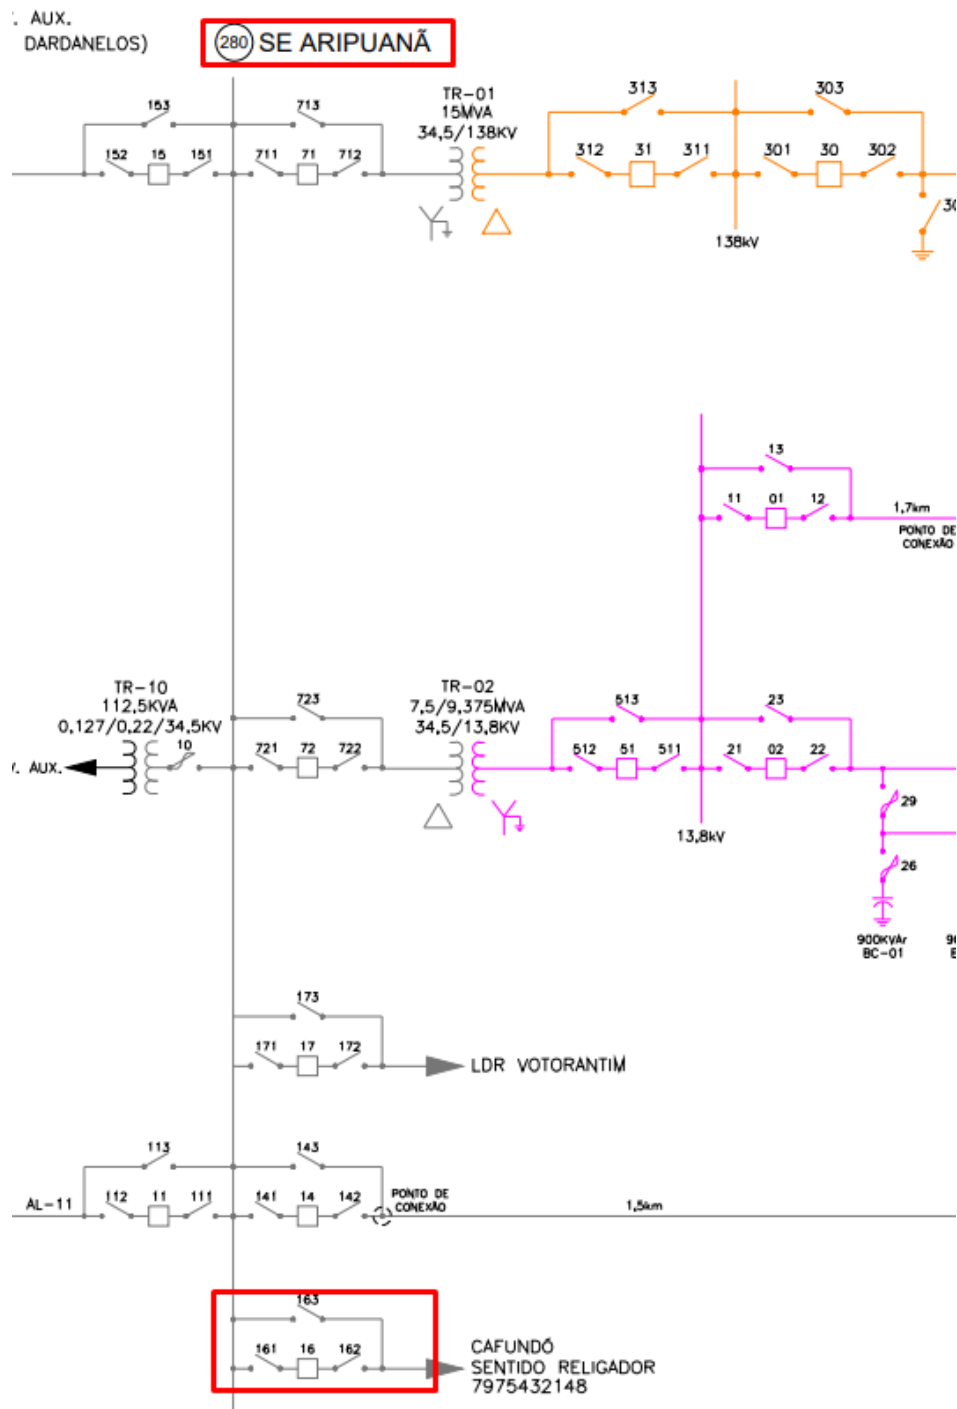 . AUX.
DARDANELOS)
280 SE ARIPUANÃ
153
713
TR-01
15MVA
34,5/138KV
313
303
152 15 151
711 71 712
312 31 311
301 30 302
138kV
13
11 01 12
1,7km
PONTO DE
CONEXÃO
TR-10
112,5KVA
0,127/0,22/34,5KV
10
723
TR-02
7,5/9,375MVA
34,5/13,8KV
513
23
. AUX.
721 72 722
512 51 511
21 02 22
29
13,8kV
26
900KVAr
BC-01
173
171 17 172
LDR VOTORANTIM
113
143
AL-11
112 11 111
141 14 142
PONTO DE
CONEXÃO
1,5km
163
161 16 162
CAFUNDÓ
SENTIDO RELIGADOR
7975432148